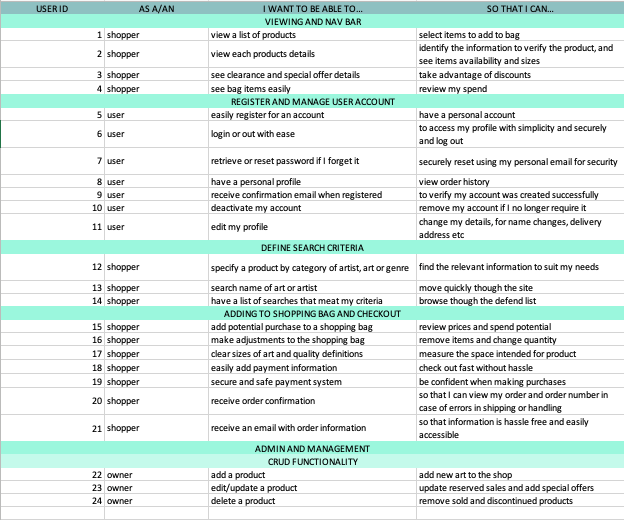 USER ID AS A/AN I WANT TO BE ABLE TO... SO THAT I CAN...
VIEWING AND NAV BAR
1 shopper view a list of products select items to add to bag
2 shopper view each products details identify the information to verify the product, and
see items availability and sizes
3 shopper see clearance and special offer details take advantage of discounts
4 shopper see bag items easily review my spend
REGISTER AND MANAGE USER ACCOUNT
5 user easily register for an account have a personal account
6 user login or out with ease to access my profile with simplicity and securely
and log out
7 user retrieve or reset password if I forget it securely reset using my personal email for security
8 user have a personal profile view order history
9 user receive confirmation email when registered to verify my account was created successfully
10 user deactivate my account remove my account if I no longer require it
11 user edit my profile change my details, for name changes, delivery
address etc
DEFINE SEARCH CRITERIA
12 shopper specify a product by category of artist, art or genre find the relevant information to suit my needs
13 shopper search name of art or artist move quickly though the site
14 shopper have a list of searches that meat my criteria browse though the defend list
ADDING TO SHOPPING BAG AND CHECKOUT
15 shopper add potential purchase to a shopping bag review prices and spend potential
16 shopper make adjustments to the shopping bag remove items and change quantity
17 shopper clear sizes of art and quality definitions measure the space intended for product
18 shopper easily add payment information check out fast without hassle
19 shopper secure and safe payment system be confident when making purchases
20 shopper receive order confirmation so that I can view my order and order number in
case of errors in shipping or handling
21 shopper receive an email with order information so that information is hassle free and easily
accessible
ADMIN AND MANAGEMENT
CRUD FUNCTIONALITY
22 owner add a product add new art to the shop
23 owner edit/update a product update reserved sales and add special offers
24 owner delete a product remove sold and discontinued products